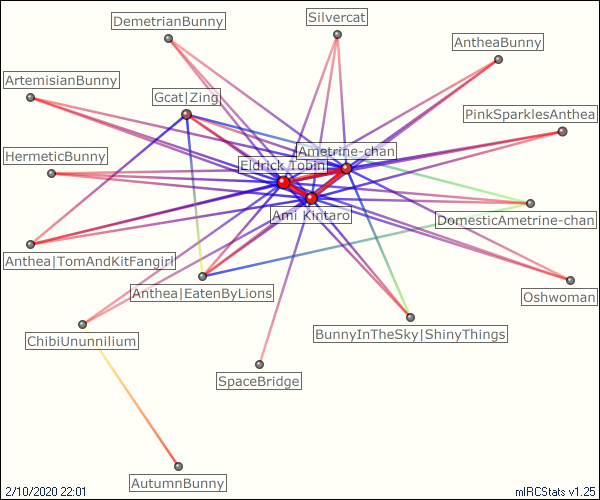 DemetrianBunny
Silvercat
AntheaBunny
ArtemisianBunny
Gcat|Zing
PinkSparklesAnthea
HermeticBunny
Ametrine-chan
Eldrick Tobin
Ami Kintaro
DomesticAmetrine-chan
Anthea|TomAndKitFangirl
Anthea|EatenByLions
Oshwoman
BunnyInTheSky|ShinyThings
ChibiUnunnilium
SpaceBridge
AutumnBunny
2/10/2020 22:01
mIRCStats v1.25